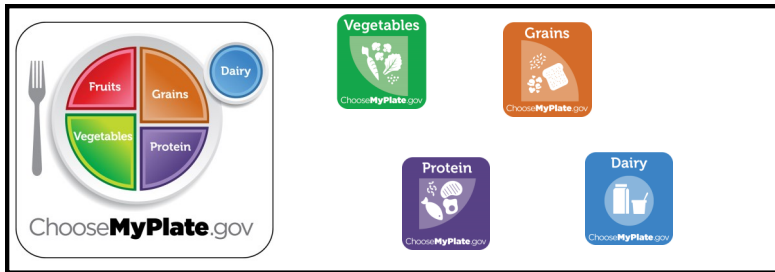 Fruits
Grains
Dairy
Vegetables
Protein
ChooseMyPlate.gov
Vegetables
ChooseMyPlate.gov
Grains
ChooseMyPlate.gov
Protein
ChooseMyPlate.gov
Dairy
ChooseMyPlate.gov